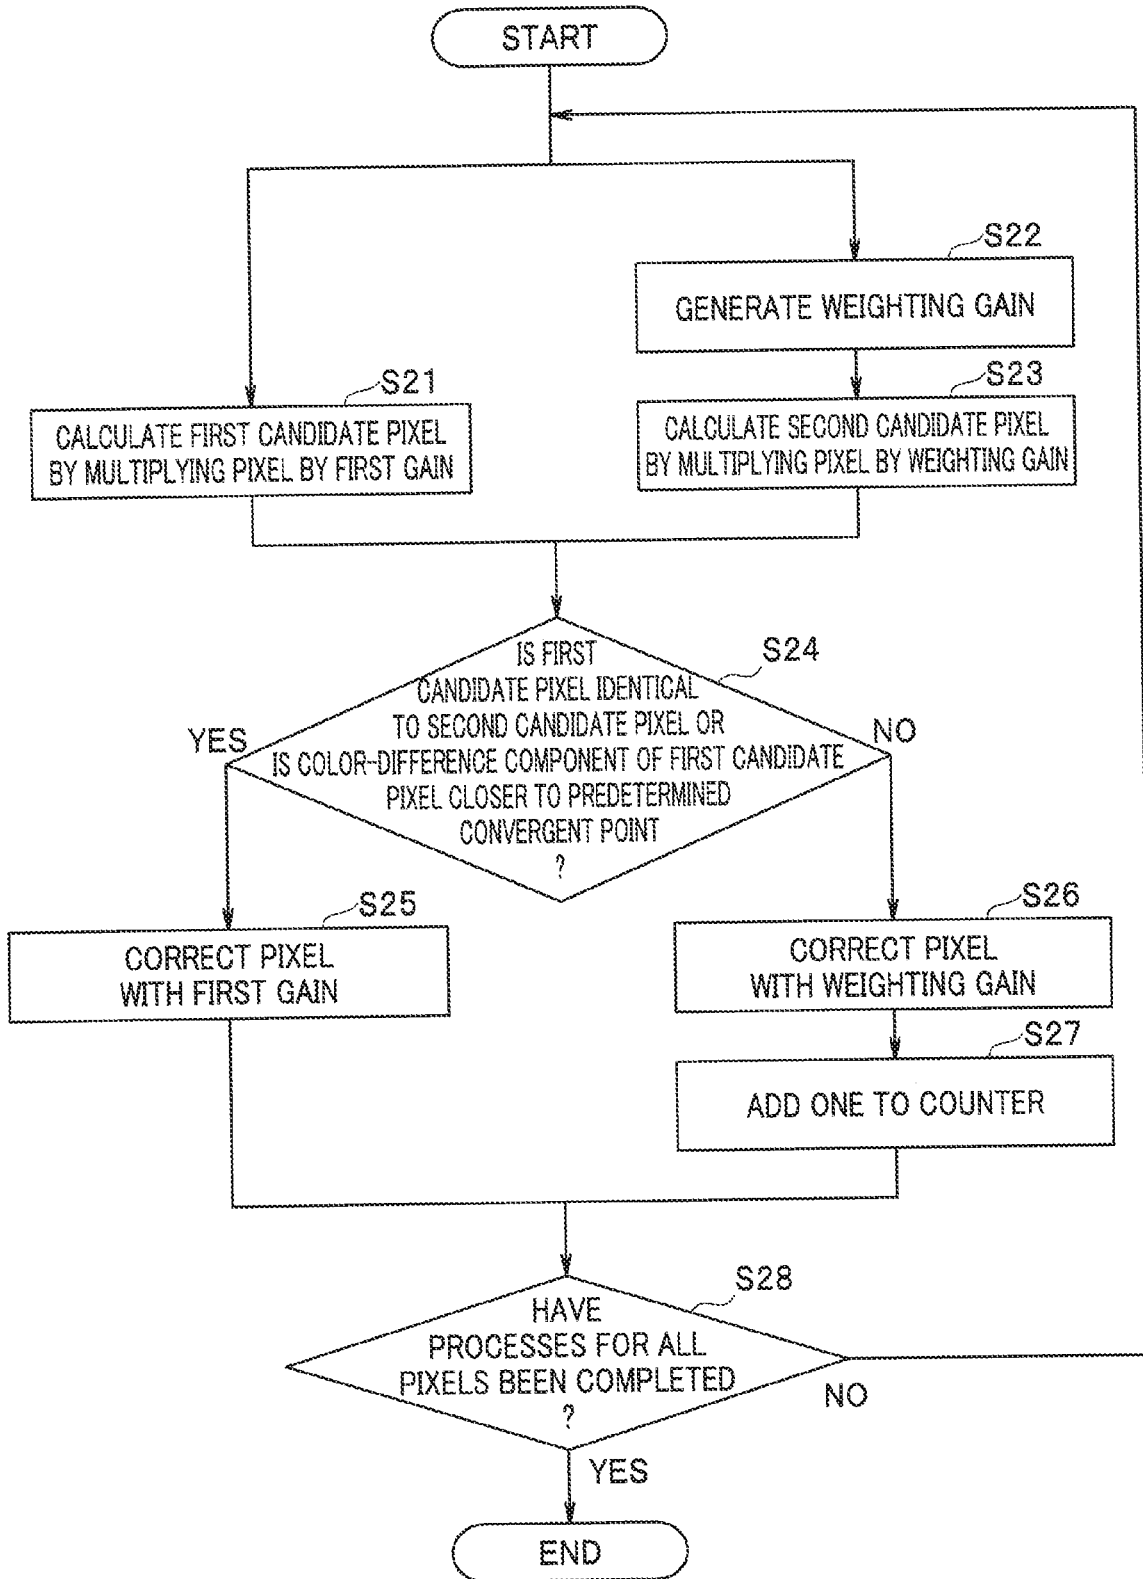 START
S22
GENERATE WEIGHTING GAIN
S21
CALCULATE FIRST CANDIDATE PIXEL
BY MULTIPLYING PIXEL BY FIRST GAIN
S23
CALCULATE SECOND CANDIDATE PIXEL
BY MULTIPLYING PIXEL BY WEIGHTING GAIN
S24
IS FIRST
CANDIDATE PIXEL IDENTICAL
TO SECOND CANDIDATE PIXEL OR
IS COLOR-DIFFERENCE COMPONENT OF FIRST CANDIDATE
PIXEL CLOSER TO PREDETERMINED
CONVERGENT POINT
?
YES
NO
S25
CORRECT PIXEL
WITH FIRST GAIN
S26
CORRECT PIXEL
WITH WEIGHTING GAIN
S27
ADD ONE TO COUNTER
S28
HAVE
PROCESSES FOR ALL
PIXELS BEEN COMPLETED
?
NO
YES
END